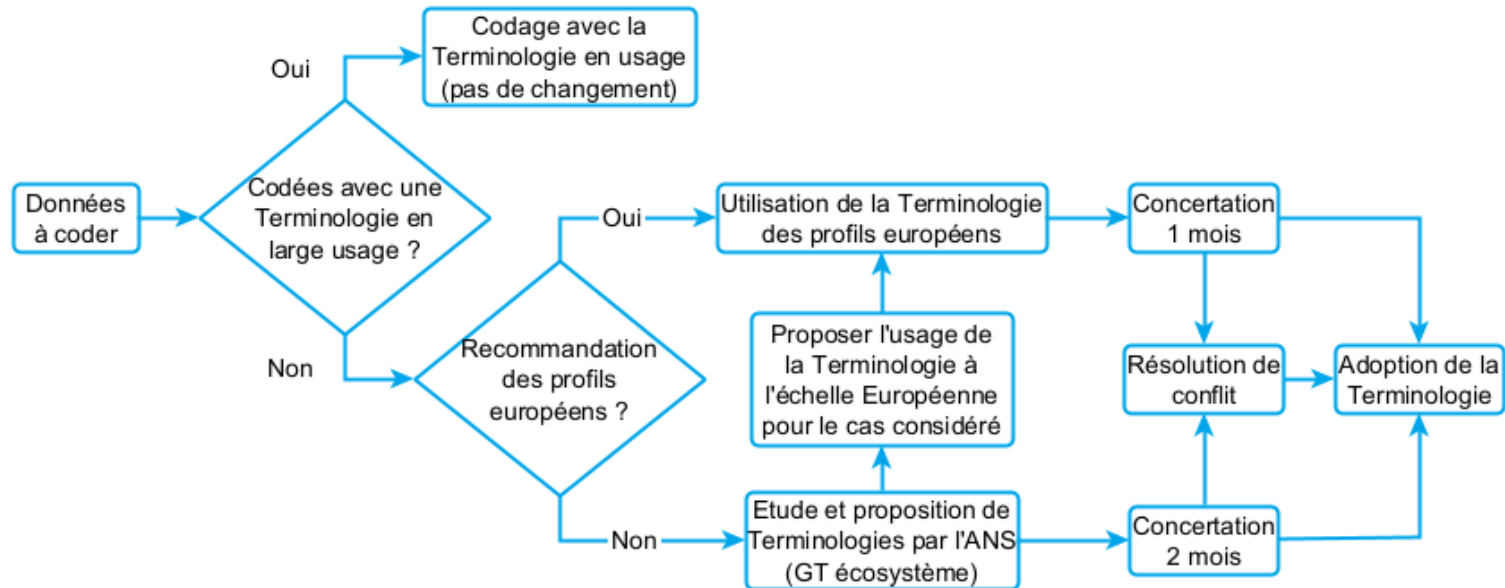 Codage avec la
Terminologie en usage
(pas de changement)
Oui
Données
à coder
Codées avec une
Terminologie en
large usage ?
Non
Oui
Utilisation de la Terminologie
des profils européens
Concertation
1 mois
Recommandation
des profils
européens ?
Proposer l'usage de
la Terminologie à
l'échelle Européenne
pour le cas considéré
Résolution de
conflit
Adoption de la
Terminologie
Non
Etude et proposition de
Terminologies par l'ANS
(GT écosystème)
Concertation
2 mois